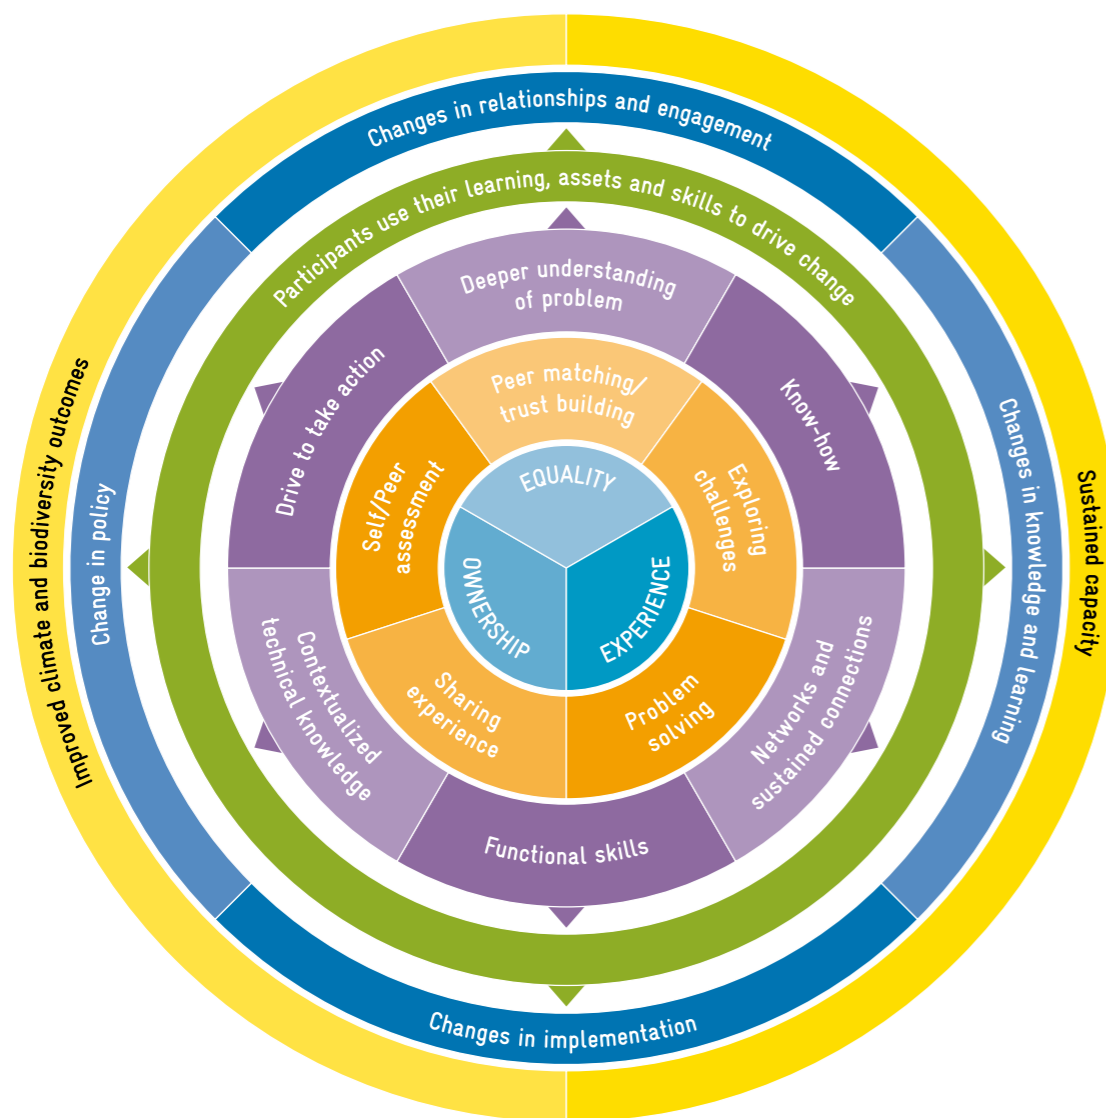 Changes in relationships and engagement
Participants use their learning, assets and skills to drive change
Deeper understanding
of problem
Peer matching/
trust building
EQUALITY
EXPERIENCE
OWNERSHIP
Exploring
challenges
Problem
solving
Sharing
experience
Self/Peer
assessment
Know-how
Networks and
sustained connections
Functional skills
Contextualized
technical knowledge
Drive to take action
Changes in knowledge and learning
Changes in implementation
Change in policy
Sustained capacity
Improved climate and biodiversity outcomes